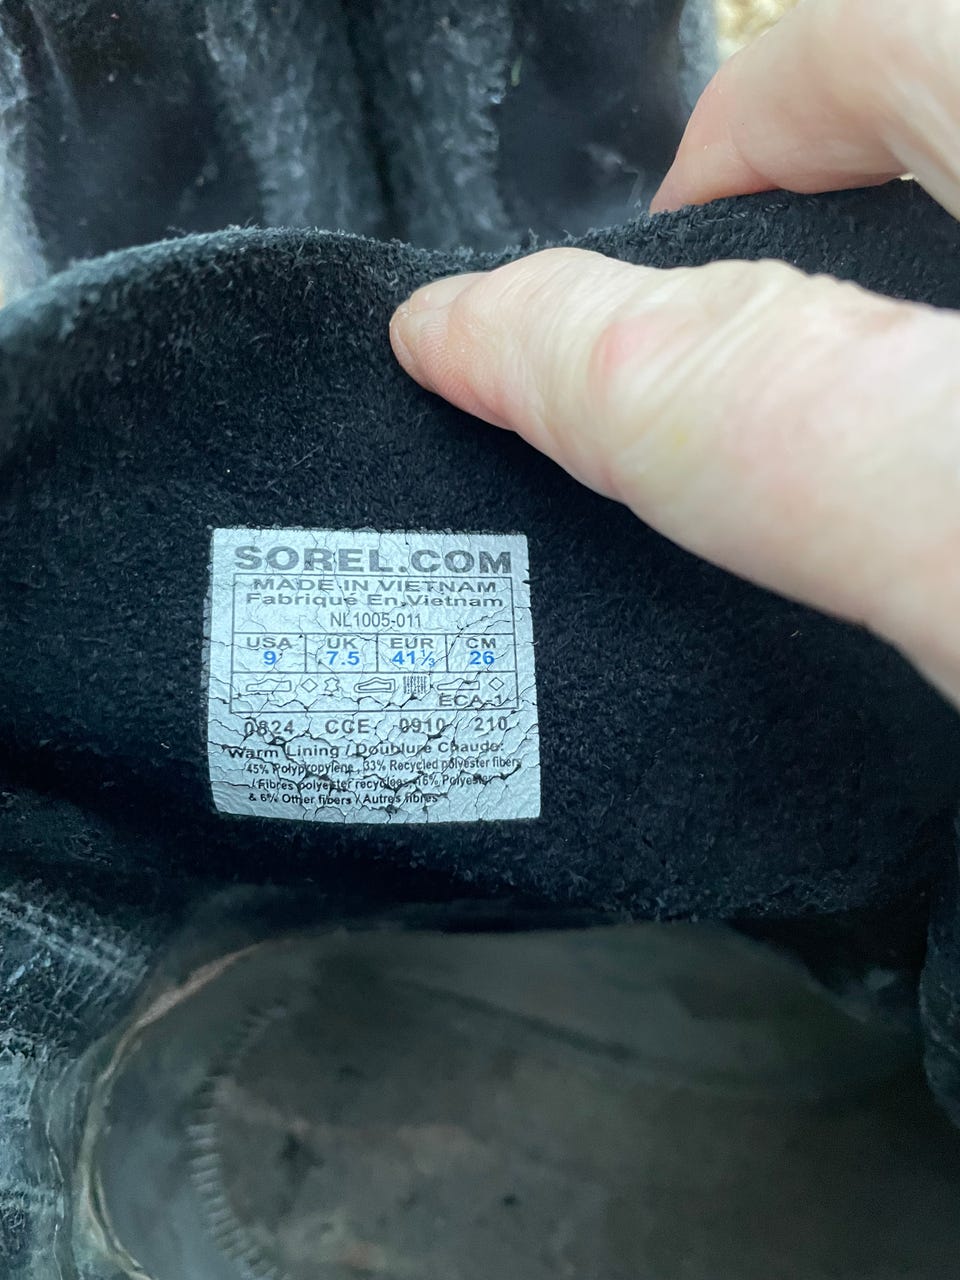 SOREL.COM
MADE IN VIETNAM
Fabriqué En Vietnam
NL1005-011
USA UK EUR CM
9 7.5 41⅓ 26
ECA-1
0824 CCE 0910 210
Warm Lining / Doublure Chaude:
45% Polypropylene, 33% Recycled polyester fibers
/ Fibres polyester recyclées, 16% Polyester
& 6% Other fibers / Autres fibres